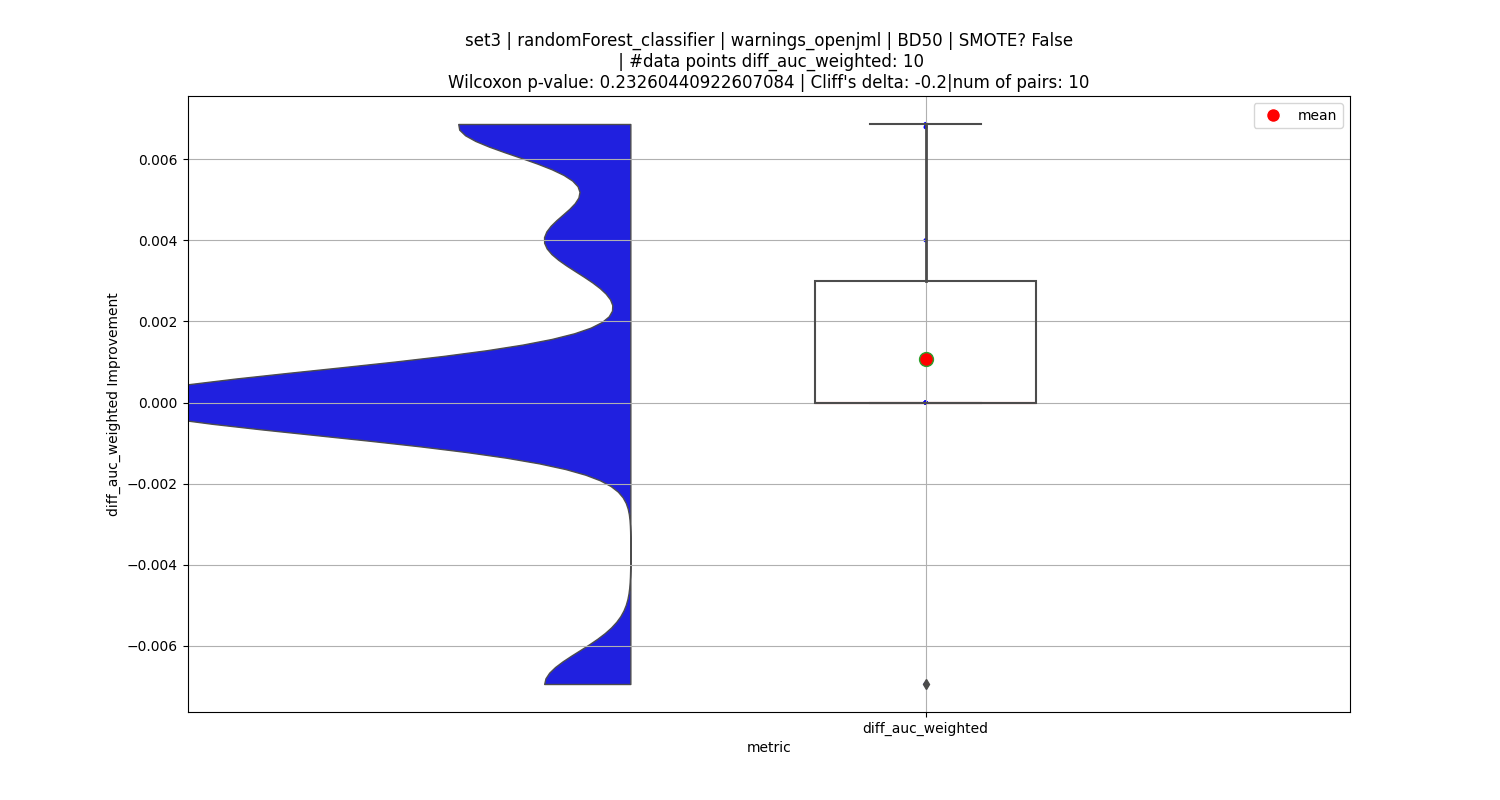 set3 | randomForest_classifier | warnings_openjml | BD50 | SMOTE? False
| #data points diff_auc_weighted: 10
Wilcoxon p-value: 0.23260440922607084 | Cliff's delta: -0.2|num of pairs: 10
mean
0.006
0.004
0.002
0.000
−0.002
−0.004
−0.006
diff_auc_weighted Improvement
diff_auc_weighted
metric